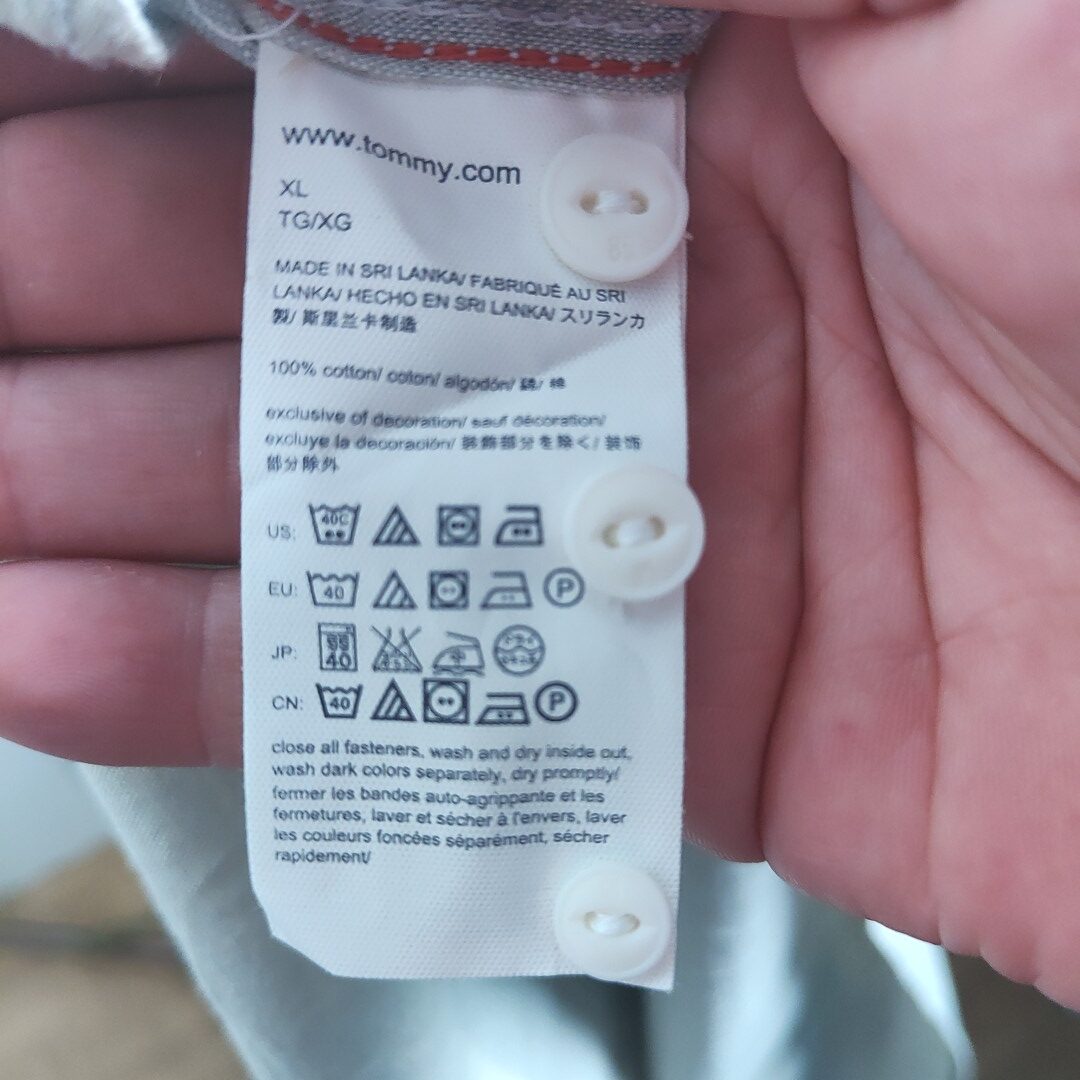 www.tommy.com
XL
TG/XG
MADE IN SRI LANKA/ FABRIQUÉ AU SRI
LANKA/ HECHO EN SRI LANKA/ スリランカ
製/ 斯里兰卡制造
100% cotton/ coton/ algodón/ 綿/ 棉
exclusive of decoration/ sauf décoration/
excluye la decoración/ 装飾部分を除く/ 装饰
部分除外
US: 40C
EU: 40 P
JP: 40
CN: 40 P
close all fasteners, wash and dry inside out,
wash dark colors separately, dry promptly/
fermer les bandes auto-agrippante et les
fermetures, laver et sécher à l'envers, laver
les couleurs foncées séparément, sécher
rapidement/